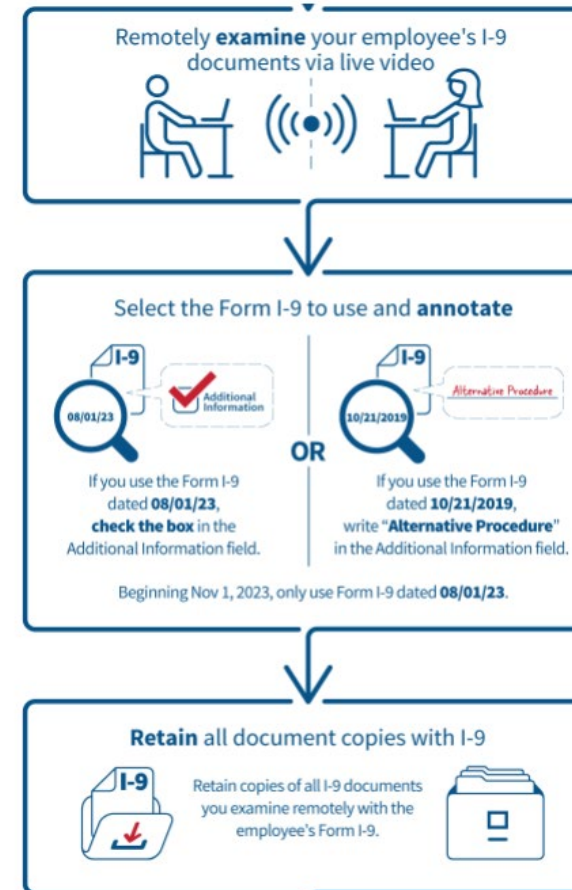 Remotely examine your employee's I-9
documents via live video
Select the Form I-9 to use and annotate
I-9
08/01/23
Additional
Information
If you use the Form I-9
dated 08/01/23,
check the box in the
Additional Information field.
OR
I-9
10/21/2019
Alternative Procedure
If you use the Form I-9
dated 10/21/2019,
write “Alternative Procedure”
in the Additional Information field.
Beginning Nov 1, 2023, only use Form I-9 dated 08/01/23.
Retain all document copies with I-9
I-9
Retain copies of all I-9 documents
you examine remotely with the
employee's Form I-9.